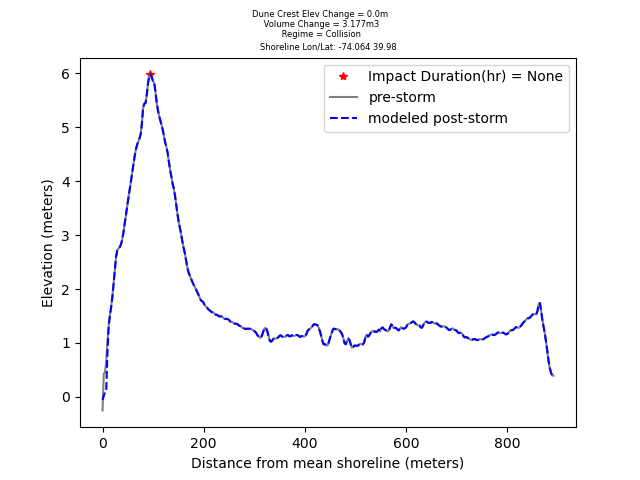 Dune Crest Elev Change = 0.0m
Volume Change = 3.177m3
Regime = Collision
Shoreline Lon/Lat: -74.064 39.98
Impact Duration(hr) = None
pre-storm
modeled post-storm
6
5
4
3
2
1
0
Elevation (meters)
0 200 400 600 800
Distance from mean shoreline (meters)